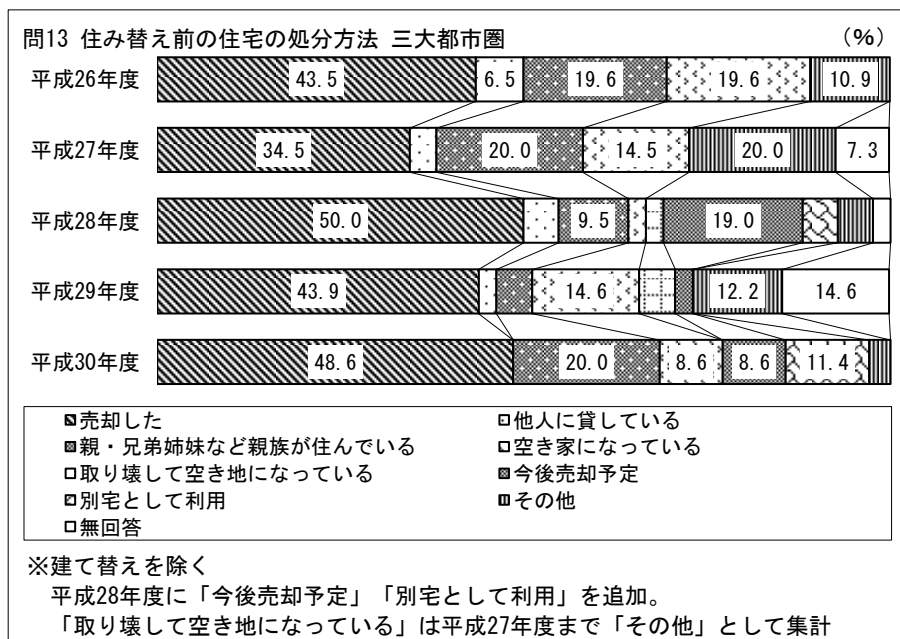 問13 住み替え前の住宅の処分方法 三大都市圏 (%)
平成26年度 43.5 6.5 19.6 19.6 10.9
平成27年度 34.5 20.0 14.5 20.0 7.3
平成28年度 50.0 9.5 19.0
平成29年度 43.9 14.6 12.2 14.6
平成30年度 48.6 20.0 8.6 8.6 11.4
売却した 他人に貸している
親・兄弟姉妹など親族が住んでいる 空き家になっている
取り壊して空き地になっている 今後売却予定
別宅として利用 その他
無回答
※建て替えを除く
平成28年度に「今後売却予定」「別宅として利用」を追加。
「取り壊して空き地になっている」は平成27年度まで「その他」として集計